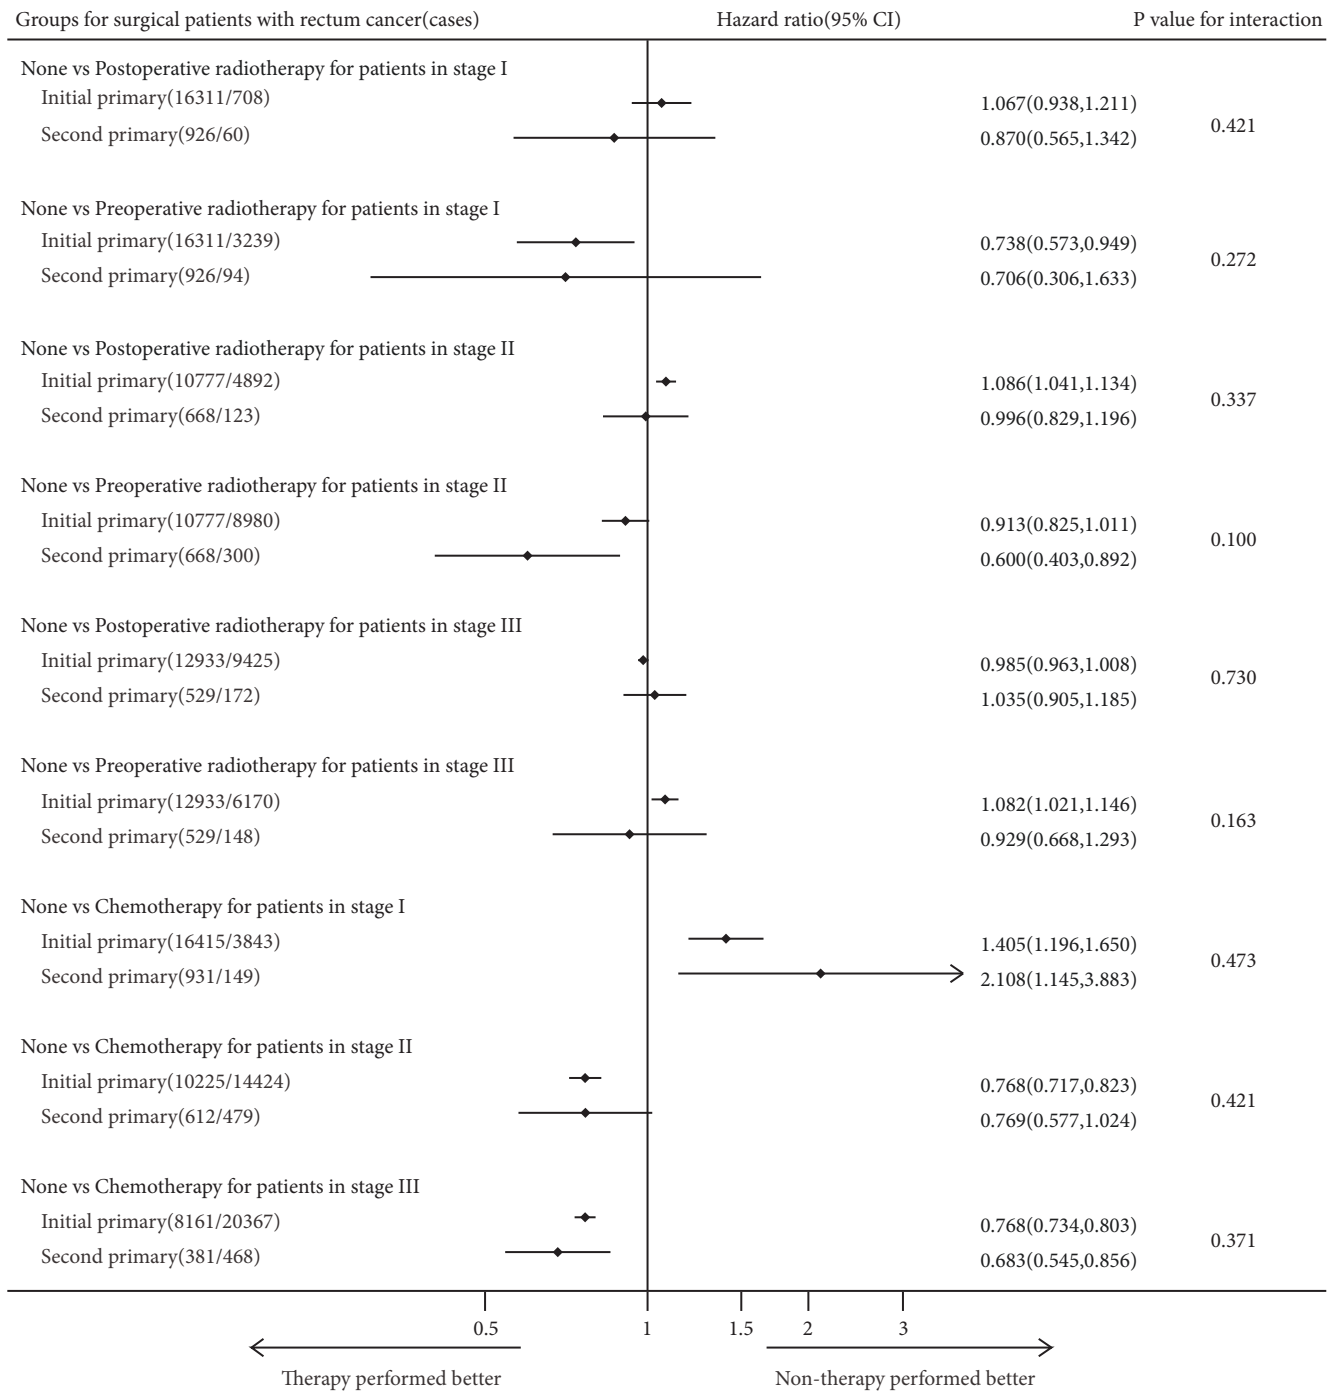 Groups for surgical patients with rectum cancer(cases) Hazard ratio(95% CI) P value for interaction
None vs Postoperative radiotherapy for patients in stage I
Initial primary(16311/708) 1.067(0.938,1.211)
Second primary(926/60) 0.870(0.565,1.342) 0.421
None vs Preoperative radiotherapy for patients in stage I
Initial primary(16311/3239) 0.738(0.573,0.949)
Second primary(926/94) 0.706(0.306,1.633) 0.272
None vs Postoperative radiotherapy for patients in stage II
Initial primary(10777/4892) 1.086(1.041,1.134)
Second primary(668/123) 0.996(0.829,1.196) 0.337
None vs Preoperative radiotherapy for patients in stage II
Initial primary(10777/8980) 0.913(0.825,1.011)
Second primary(668/300) 0.600(0.403,0.892) 0.100
None vs Postoperative radiotherapy for patients in stage III
Initial primary(12933/9425) 0.985(0.963,1.008)
Second primary(529/172) 1.035(0.905,1.185) 0.730
None vs Preoperative radiotherapy for patients in stage III
Initial primary(12933/6170) 1.082(1.021,1.146)
Second primary(529/148) 0.929(0.668,1.293) 0.163
None vs Chemotherapy for patients in stage I
Initial primary(16415/3843) 1.405(1.196,1.650)
Second primary(931/149) 2.108(1.145,3.883) 0.473
None vs Chemotherapy for patients in stage II
Initial primary(10225/14424) 0.768(0.717,0.823)
Second primary(612/479) 0.769(0.577,1.024) 0.421
None vs Chemotherapy for patients in stage III
Initial primary(8161/20367) 0.768(0.734,0.803)
Second primary(381/468) 0.683(0.545,0.856) 0.371
0.5 1 1.5 2 3
Therapy performed better Non-therapy performed better